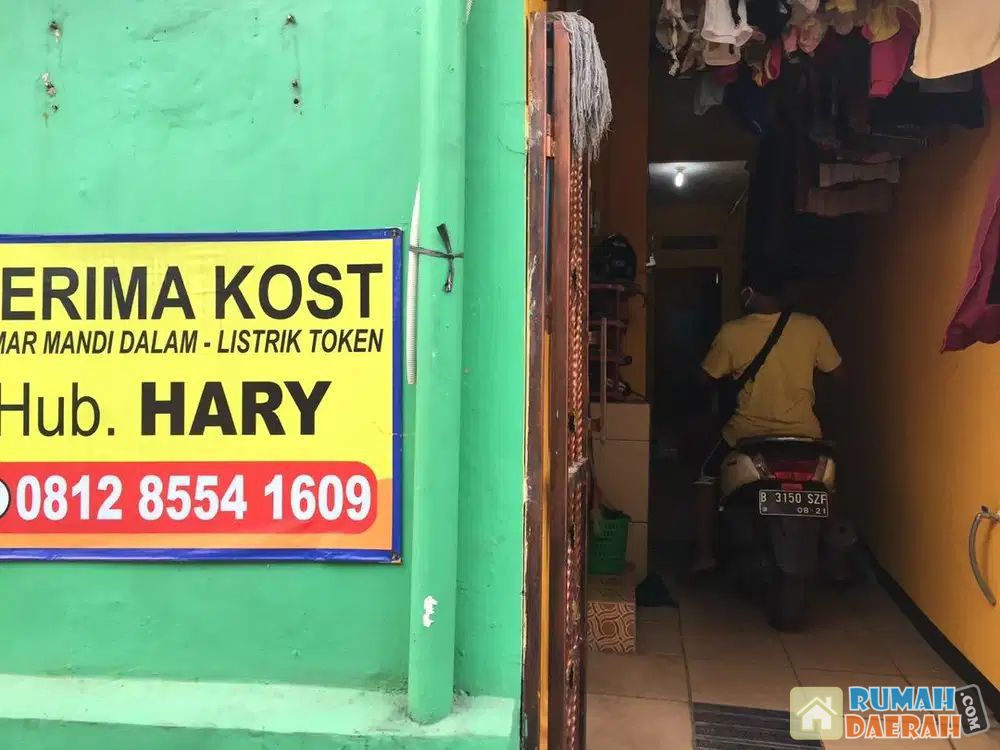 ERIMA KOST
MAR MANDI DALAM - LISTRIK TOKEN
Hub. HARY
0812 8554 1609
B 3150 SZF
08·21
RUMAH
DAERAH
.COM